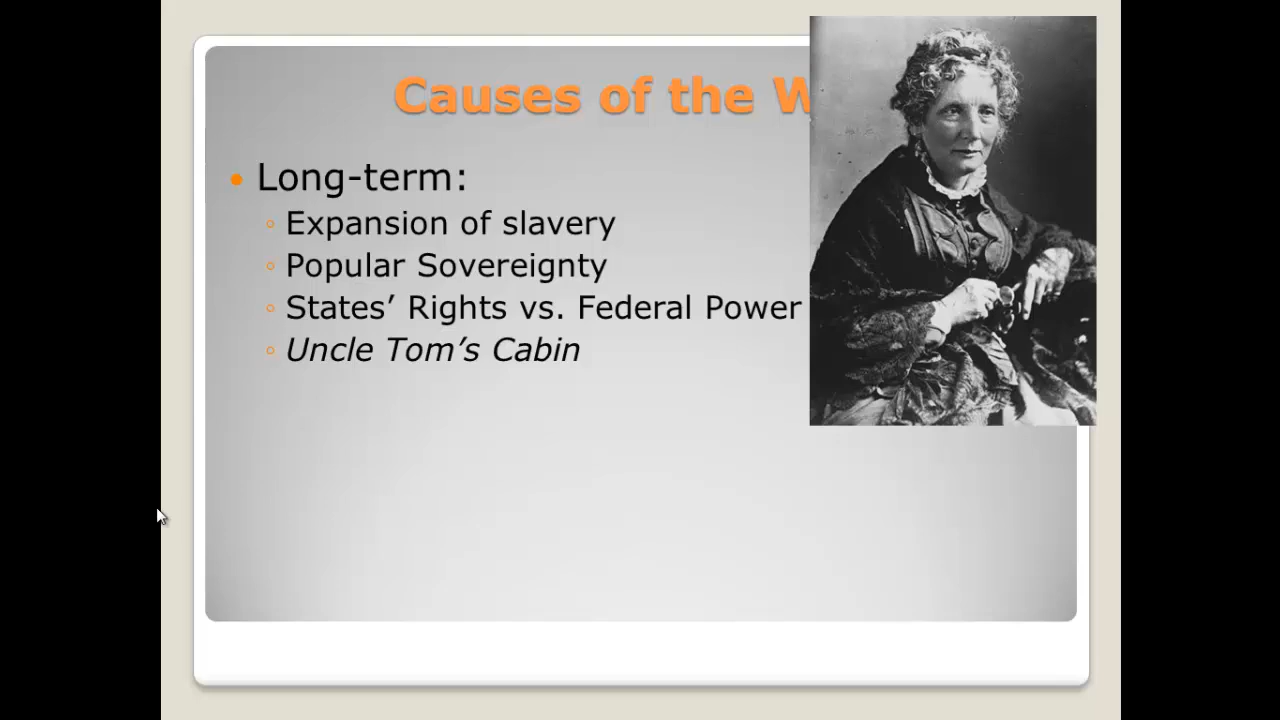 Causes of the W
Long-term:
Expansion of slavery
Popular Sovereignty
States’ Rights vs. Federal Power
Uncle Tom’s Cabin